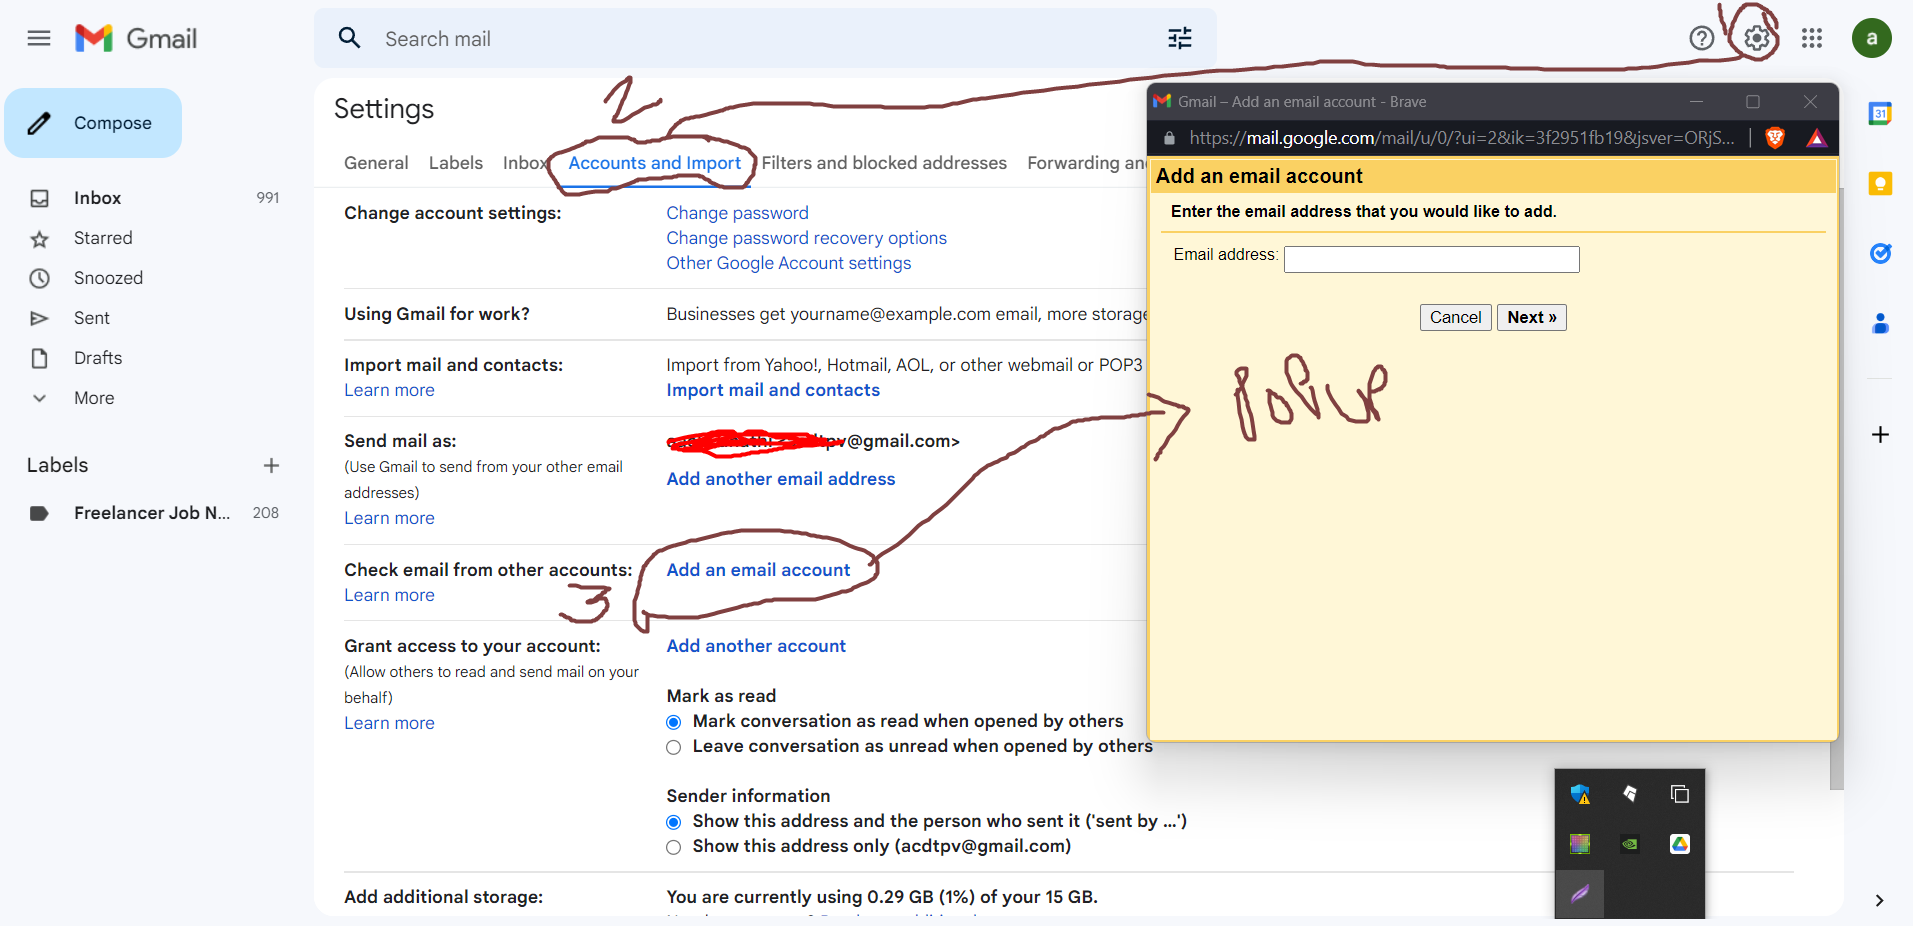 Gmail
Search mail
1
Compose
Inbox 991
Starred
Snoozed
Sent
Drafts
More
Labels
Freelancer Job N... 208
2
Settings
General Labels Inbox Accounts and Import Filters and blocked addresses Forwarding an
Change account settings:
Change password
Change password recovery options
Other Google Account settings
Using Gmail for work?
Businesses get yourname@example.com email, more storage
Import mail and contacts:
Learn more
Import from Yahoo!, Hotmail, AOL, or other webmail or POP3
Import mail and contacts
Send mail as:
(Use Gmail to send from your other email
addresses)
Learn more
@gmail.com>
Add another email address
Check email from other accounts:
Learn more
3
Add an email account
Grant access to your account:
(Allow others to read and send mail on your
behalf)
Learn more
Add another account
Mark as read
Mark conversation as read when opened by others
Leave conversation as unread when opened by others
Sender information
Show this address and the person who sent it ('sent by ...')
Show this address only (acdtpv@gmail.com)
Add additional storage:
You are currently using 0.29 GB (1%) of your 15 GB.
Gmail – Add an email account - Brave
https://mail.google.com/mail/u/0/?ui=2&ik=3f2951fb19&jsver=ORjS...
Add an email account
Enter the email address that you would like to add.
Email address:
Cancel Next »
PoPuP
a
31